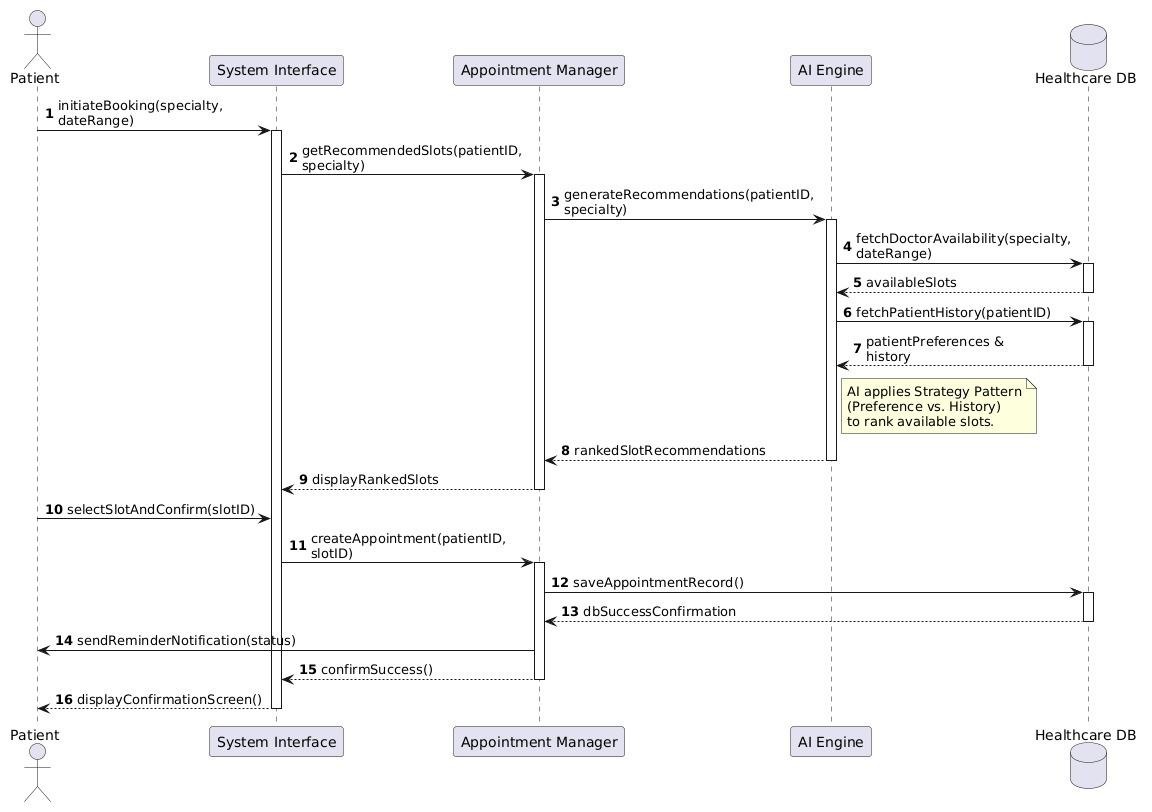 Patient
System Interface
Appointment Manager
AI Engine
Healthcare DB
1 initiateBooking(specialty,
dateRange)
2 getRecommendedSlots(patientID,
specialty)
3 generateRecommendations(patientID,
specialty)
4 fetchDoctorAvailability(specialty,
dateRange)
5 availableSlots
6 fetchPatientHistory(patientID)
7 patientPreferences &
history
AI applies Strategy Pattern
(Preference vs. History)
to rank available slots.
8 rankedSlotRecommendations
9 displayRankedSlots
10 selectSlotAndConfirm(slotID)
11 createAppointment(patientID,
slotID)
12 saveAppointmentRecord()
13 dbSuccessConfirmation
14 sendReminderNotification(status)
15 confirmSuccess()
16 displayConfirmationScreen()
Patient
System Interface
Appointment Manager
AI Engine
Healthcare DB